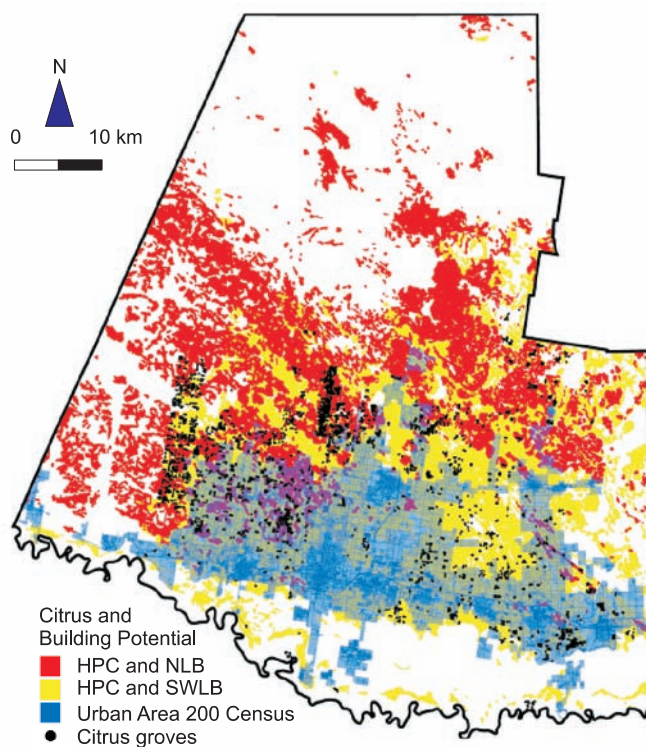 N
0 10 km
Citrus and
Building Potential
HPC and NLB
HPC and SWLB
Urban Area 200 Census
Citrus groves